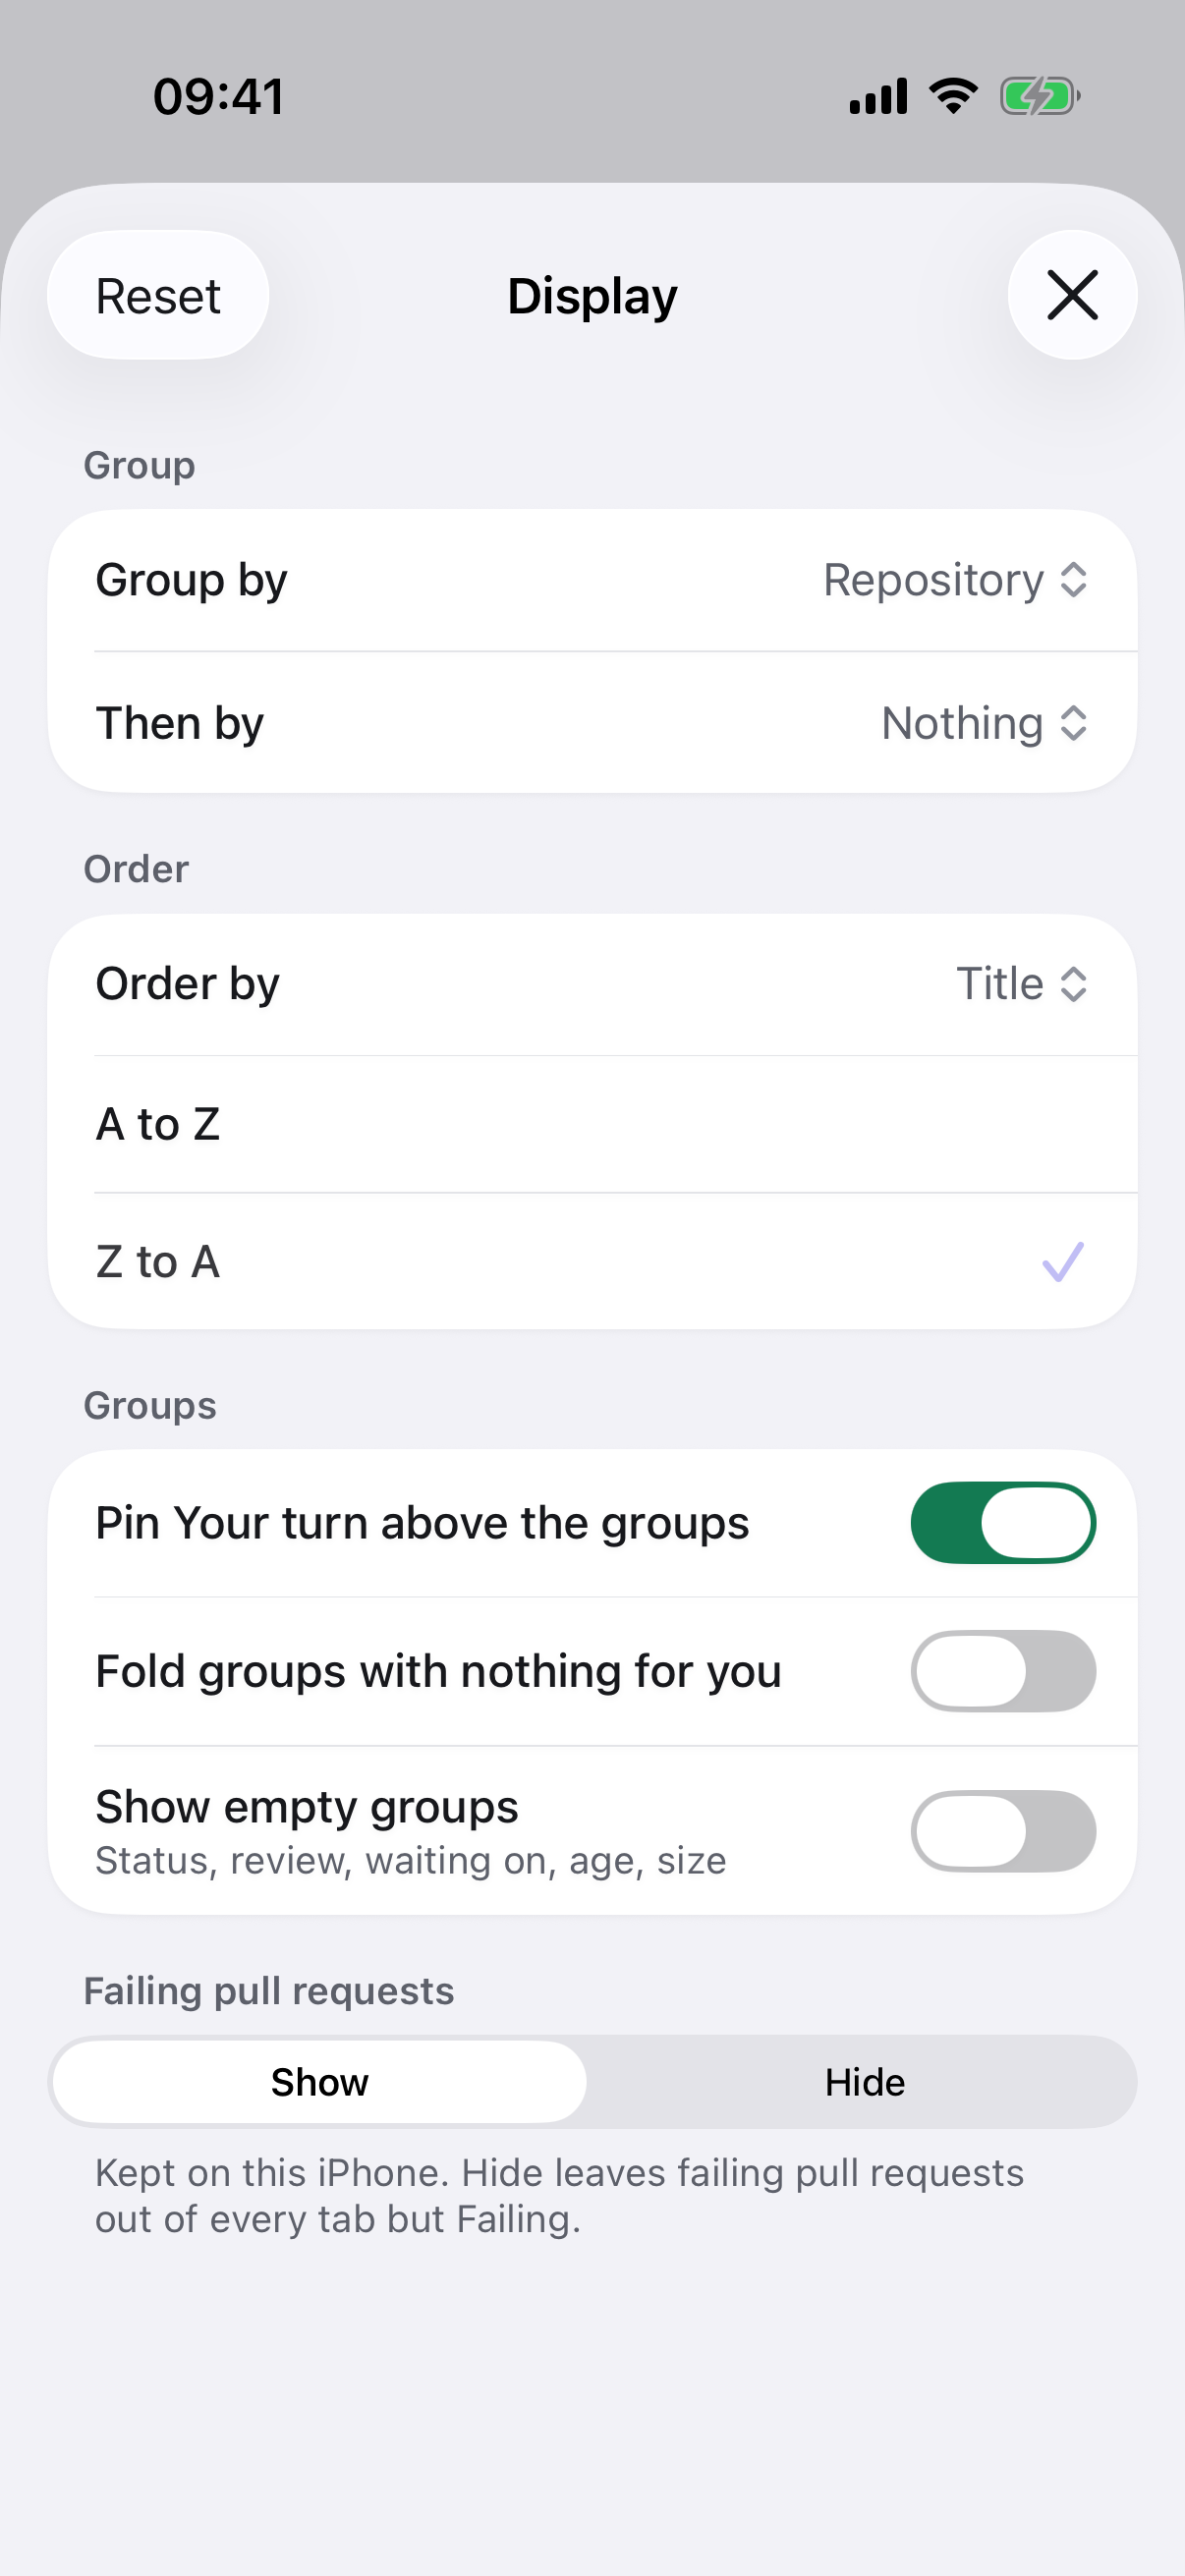 09:41
Reset
Display
Group
Group by
Repository
Then by
Nothing
Order
Order by
Title
A to Z
Z to A
Groups
Pin Your turn above the groups
Fold groups with nothing for you
Show empty groups
Status, review, waiting on, age, size
Failing pull requests
Show
Hide
Kept on this iPhone. Hide leaves failing pull requests
out of every tab but Failing.